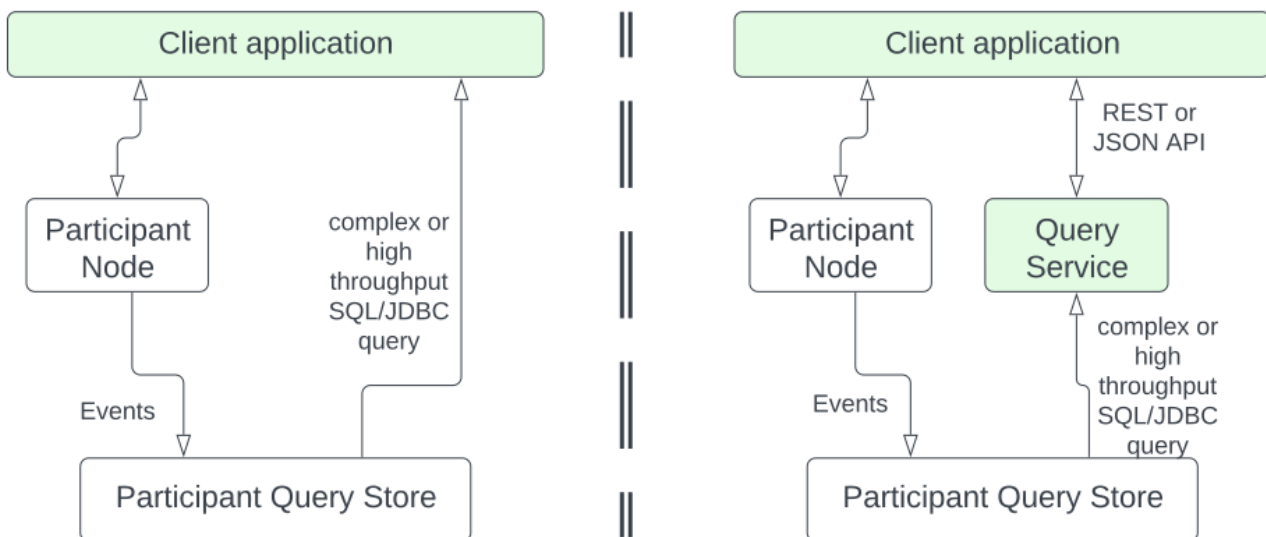 Client application
Participant
Node
complex or
high
throughput
SQL/JDBC
query
Events
Participant Query Store
Client application
REST or
JSON API
Participant
Node
Query
Service
complex or
high
throughput
SQL/JDBC
query
Events
Participant Query Store